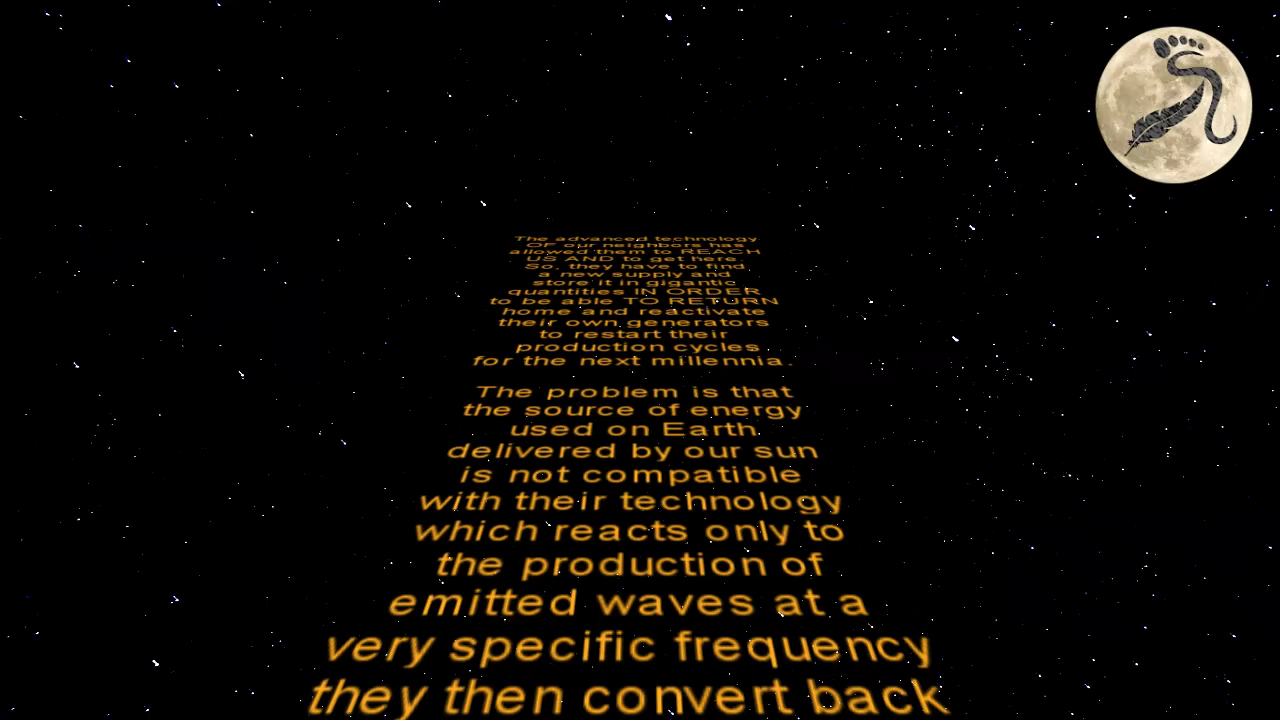 The advanced technology
OF our neighbors has
allowed them to REACH
US AND to get here.
So, they have to find
a new supply and
store it in gigantic
quantities IN ORDER
to be able TO RETURN
home and reactivate
their own generators
to restart their
production cycles
for the next millennia.
The problem is that
the source of energy
used on Earth
delivered by our sun
is not compatible
with their technology
which reacts only to
the production of
emitted waves at a
very specific frequency
they then convert back